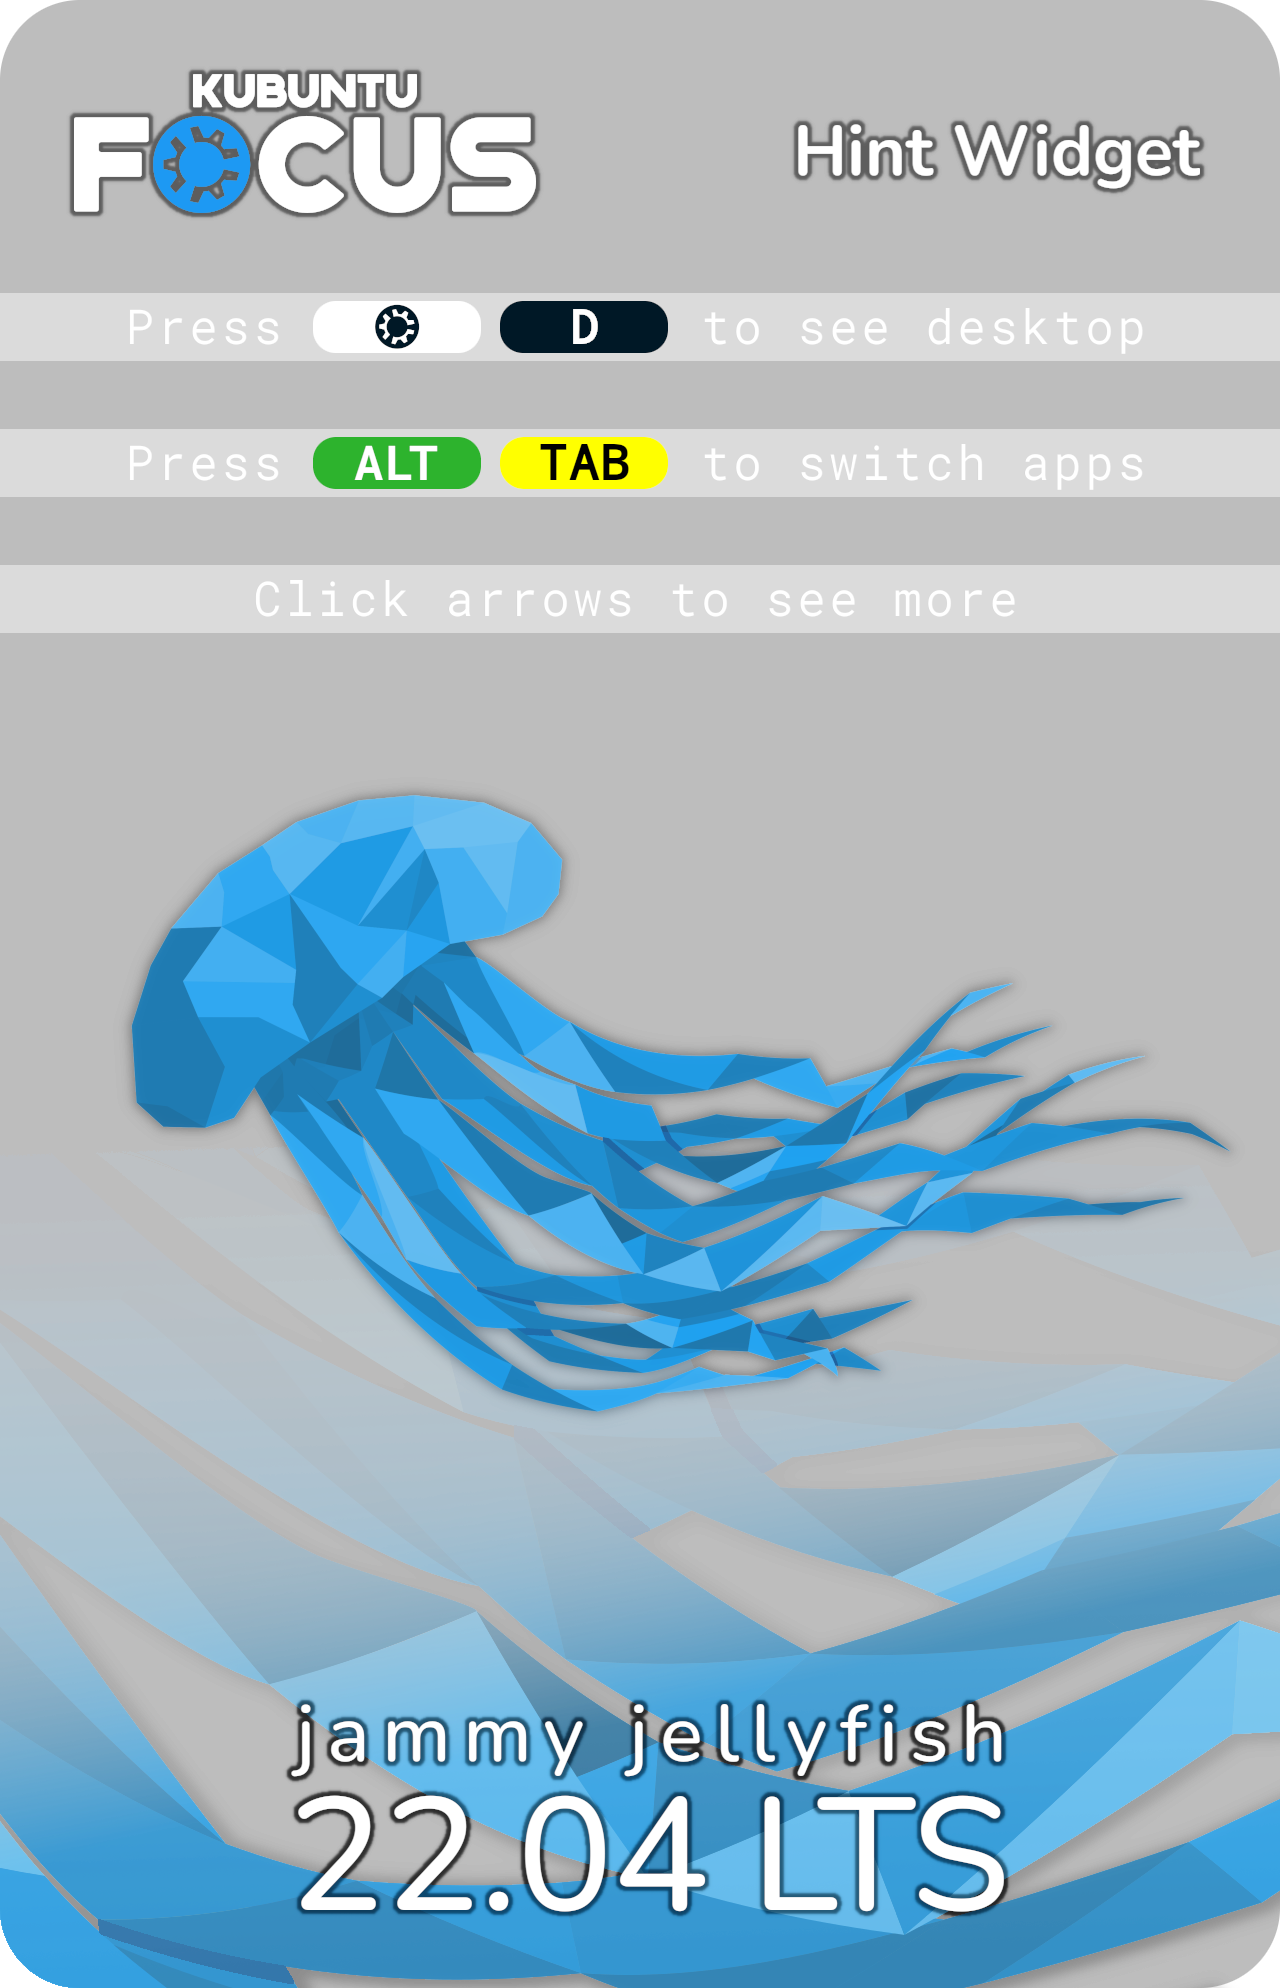 KUBUNTU
FOCUS
Hint Widget
Press D to see desktop
Press ALT TAB to switch apps
Click arrows to see more
jammy jellyfish
22.04 LTS